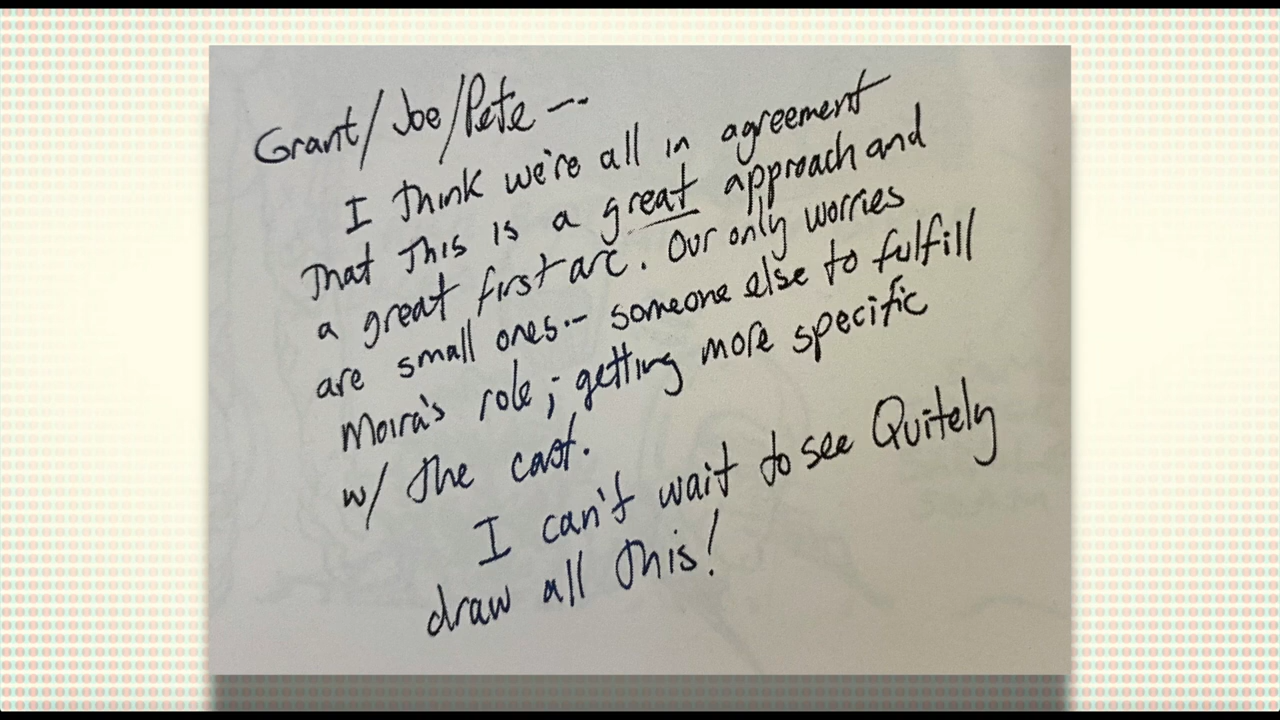 Grant/Joe/Pete --
I think we're all in agreement
that this is a great approach and
a great first arc. Our only worries
are small ones -- someone else to fulfill
Moira's role; getting more specific
w/ the cast.
I can't wait to see Quitely
draw all this!